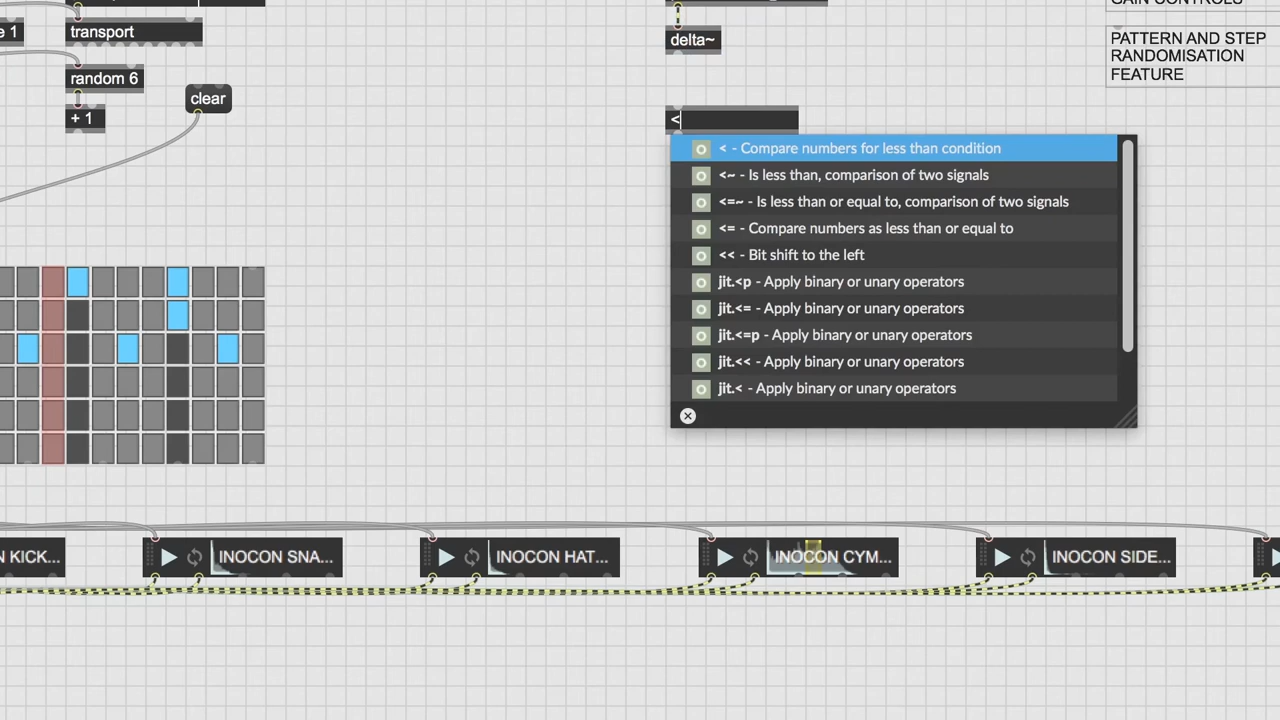 GAIN CONTROLS
e 1
transport
delta~
PATTERN AND STEP
RANDOMISATION
FEATURE
random 6
clear
+ 1
<
< - Compare numbers for less than condition
<~ - Is less than, comparison of two signals
<=~ - Is less than or equal to, comparison of two signals
<= - Compare numbers as less than or equal to
<< - Bit shift to the left
jit.<p - Apply binary or unary operators
jit.<= - Apply binary or unary operators
jit.<=p - Apply binary or unary operators
jit.<< - Apply binary or unary operators
jit.< - Apply binary or unary operators
N KICK...
INOCON SNA...
INOCON HAT...
INOCON CYM...
INOCON SIDE...